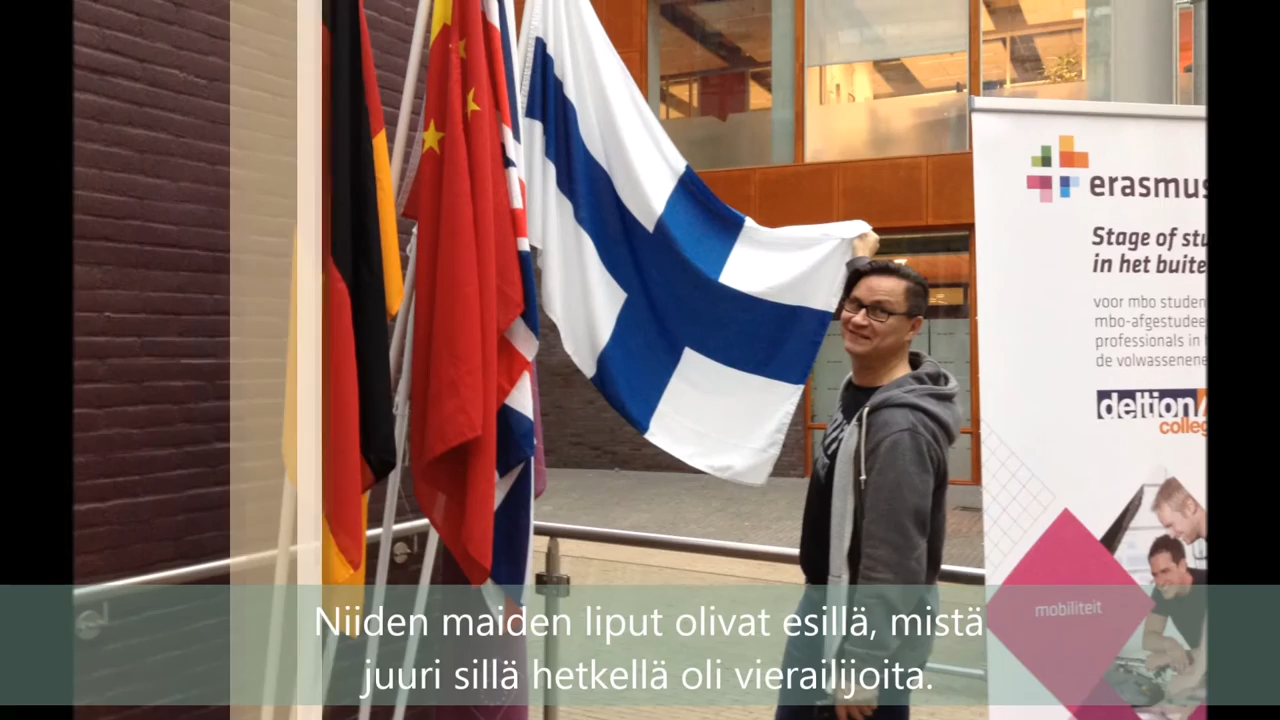 erasmus
Stage of stu
in het buite
voor mbo studen
mbo-afgestudee
professionals in
de volwassenene
deltion
colleg
mobiliteit
Niiden maiden liput olivat esillä, mistä
juuri sillä hetkellä oli vierailijoita.